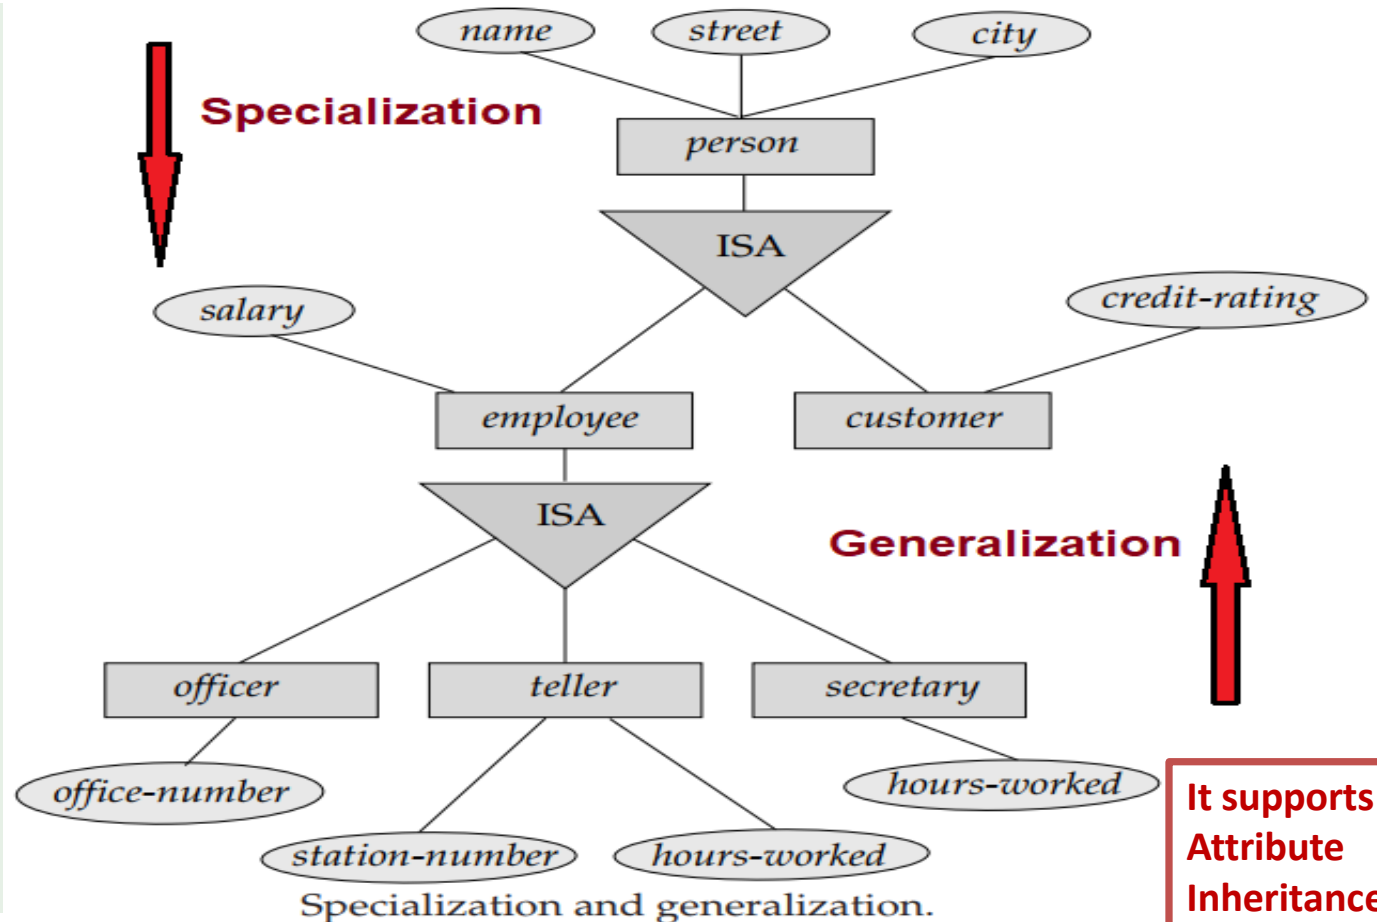 name
street
city
Specialization
person
ISA
salary
credit-rating
employee
customer
ISA
Generalization
officer
teller
secretary
office-number
hours-worked
station-number
hours-worked
It supports
Attribute
Inheritance
Specialization and generalization.